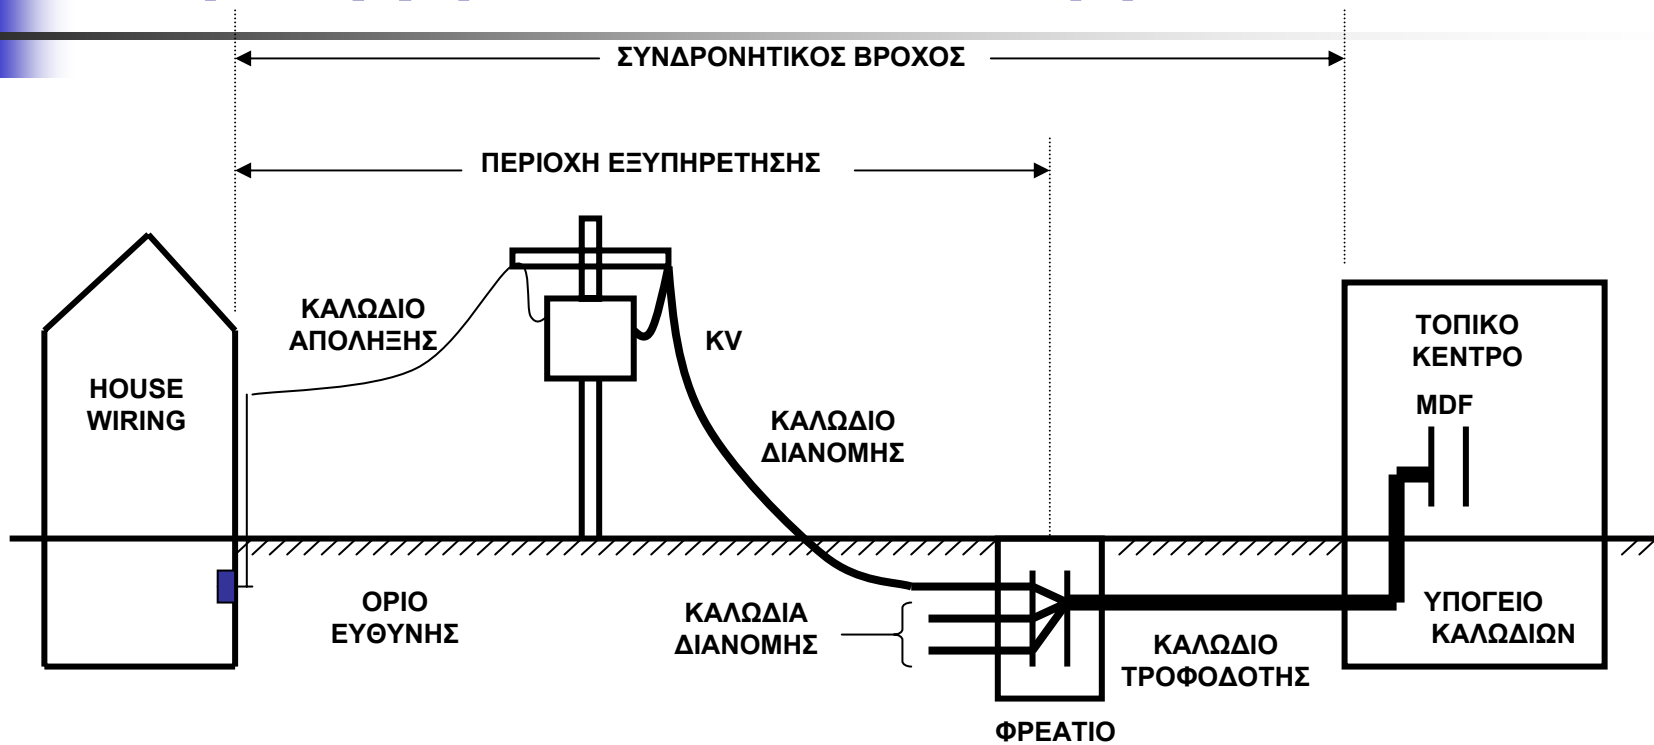 ΣΥΝΔΡΟΝΗΤΙΚΟΣ ΒΡΟΧΟΣ
ΠΕΡΙΟΧΗ ΕΞΥΠΗΡΕΤΗΣΗΣ
ΚΑΛΩΔΙΟ
ΑΠΟΛΗΞΗΣ
KV
ΤΟΠΙΚΟ
ΚΕΝΤΡΟ
HOUSE
WIRING
MDF
ΚΑΛΩΔΙΟ
ΔΙΑΝΟΜΗΣ
ΟΡΙΟ
ΕΥΘΥΝΗΣ
ΚΑΛΩΔΙΑ
ΔΙΑΝΟΜΗΣ
ΥΠΟΓΕΙΟ
ΚΑΛΩΔΙΩΝ
ΚΑΛΩΔΙΟ
ΤΡΟΦΟΔΟΤΗΣ
ΦΡΕΑΤΙΟ